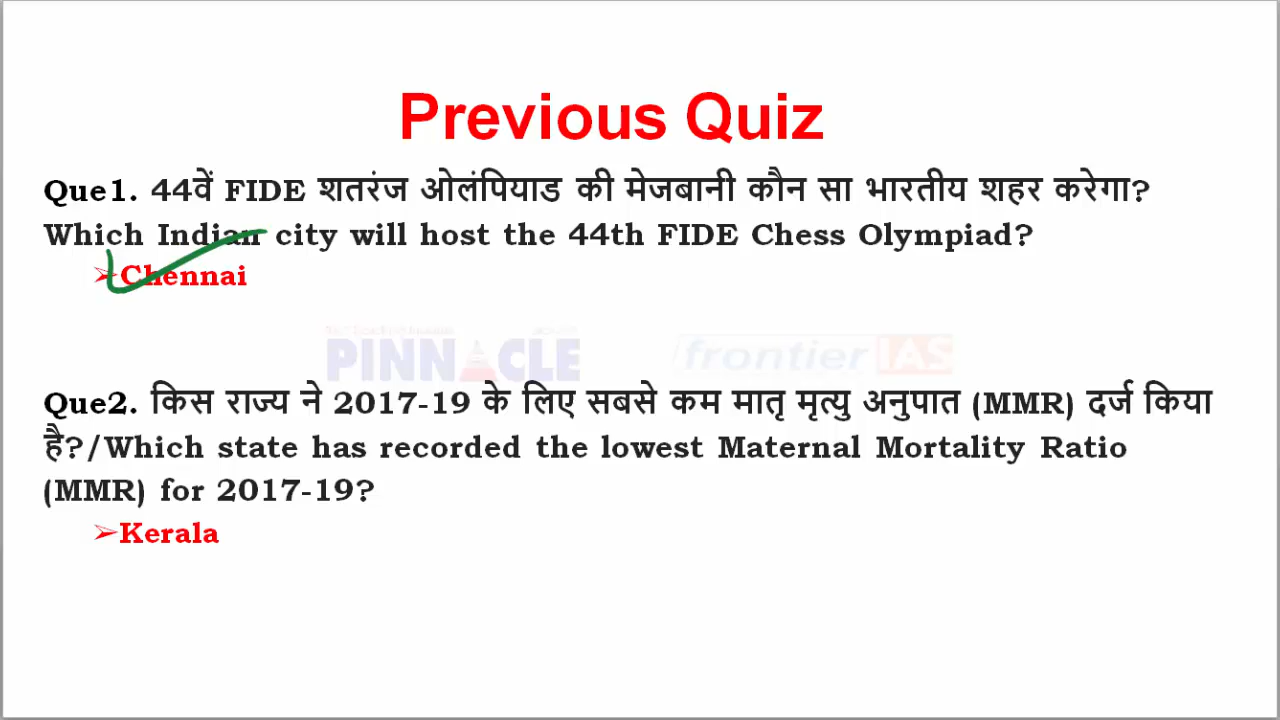 Previous Quiz
Que1. 44वें FIDE शतरंज ओलंपियाड की मेजबानी कौन सा भारतीय शहर करेगा?
Which Indian city will host the 44th FIDE Chess Olympiad?
➢Chennai
PINNACLE frontier IAS
Que2. किस राज्य ने 2017-19 के लिए सबसे कम मातृ मृत्यु अनुपात (MMR) दर्ज किया
है?/Which state has recorded the lowest Maternal Mortality Ratio
(MMR) for 2017-19?
➢Kerala